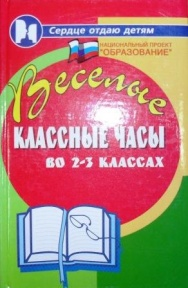 Сердце отдаю детям
НАЦИОНАЛЬНЫЙ ПРОЕКТ
"ОБРАЗОВАНИЕ"
Веселые
КЛАССНЫЕ ЧАСЫ
ВО 2-3 КЛАССАХ